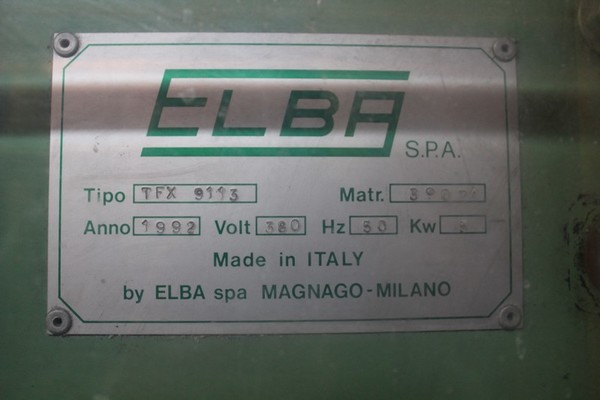 ELBA
S.P.A.
Tipo TFX 9113 Matr.
Anno 1992 Volt 380 Hz 50 Kw
Made in ITALY
by ELBA spa MAGNAGO-MILANO